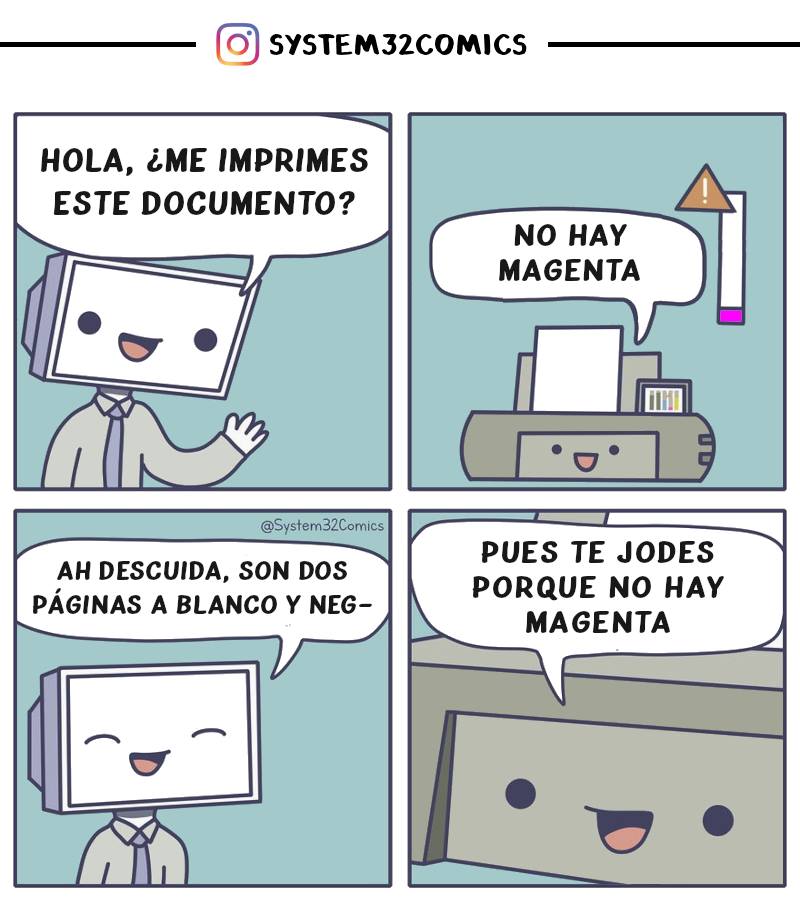 SYSTEM32COMICS
HOLA, ¿ME IMPRIMES
ESTE DOCUMENTO?
NO HAY
MAGENTA
@System32Comics
AH DESCUIDA, SON DOS
PÁGINAS A BLANCO Y NEG-
PUES TE JODES
PORQUE NO HAY
MAGENTA